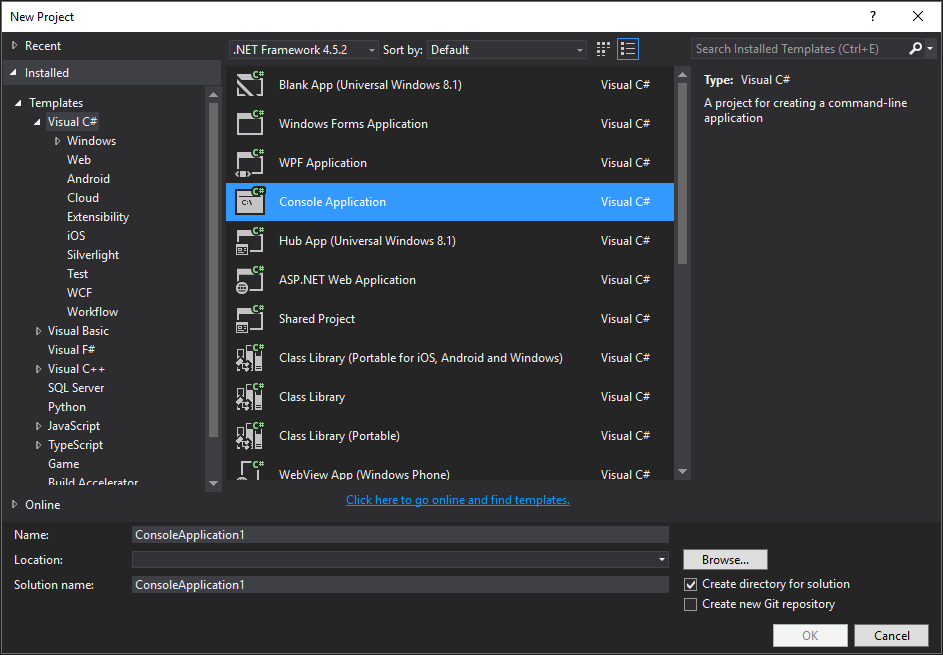 New Project
?
Recent
.NET Framework 4.5.2
Sort by:
Default
Search Installed Templates (Ctrl+E)
Installed
Templates
Visual C#
Windows
Web
Android
Cloud
Extensibility
iOS
Silverlight
Test
WCF
Workflow
Visual Basic
Visual F#
Visual C++
SQL Server
Python
JavaScript
TypeScript
Game
Build Accelerator
Online
C# Blank App (Universal Windows 8.1) Visual C#
C# Windows Forms Application Visual C#
C# WPF Application Visual C#
C# C:\ Console Application Visual C#
C# Hub App (Universal Windows 8.1) Visual C#
C# ASP.NET Web Application Visual C#
C# Shared Project Visual C#
C# Class Library (Portable for iOS, Android and Windows) Visual C#
C# Class Library Visual C#
C# Class Library (Portable) Visual C#
C# WebView App (Windows Phone) Visual C#
Click here to go online and find templates.
Type: Visual C#
A project for creating a command-line
application
Name: ConsoleApplication1
Location:
Browse...
Solution name: ConsoleApplication1
Create directory for solution
Create new Git repository
OK
Cancel